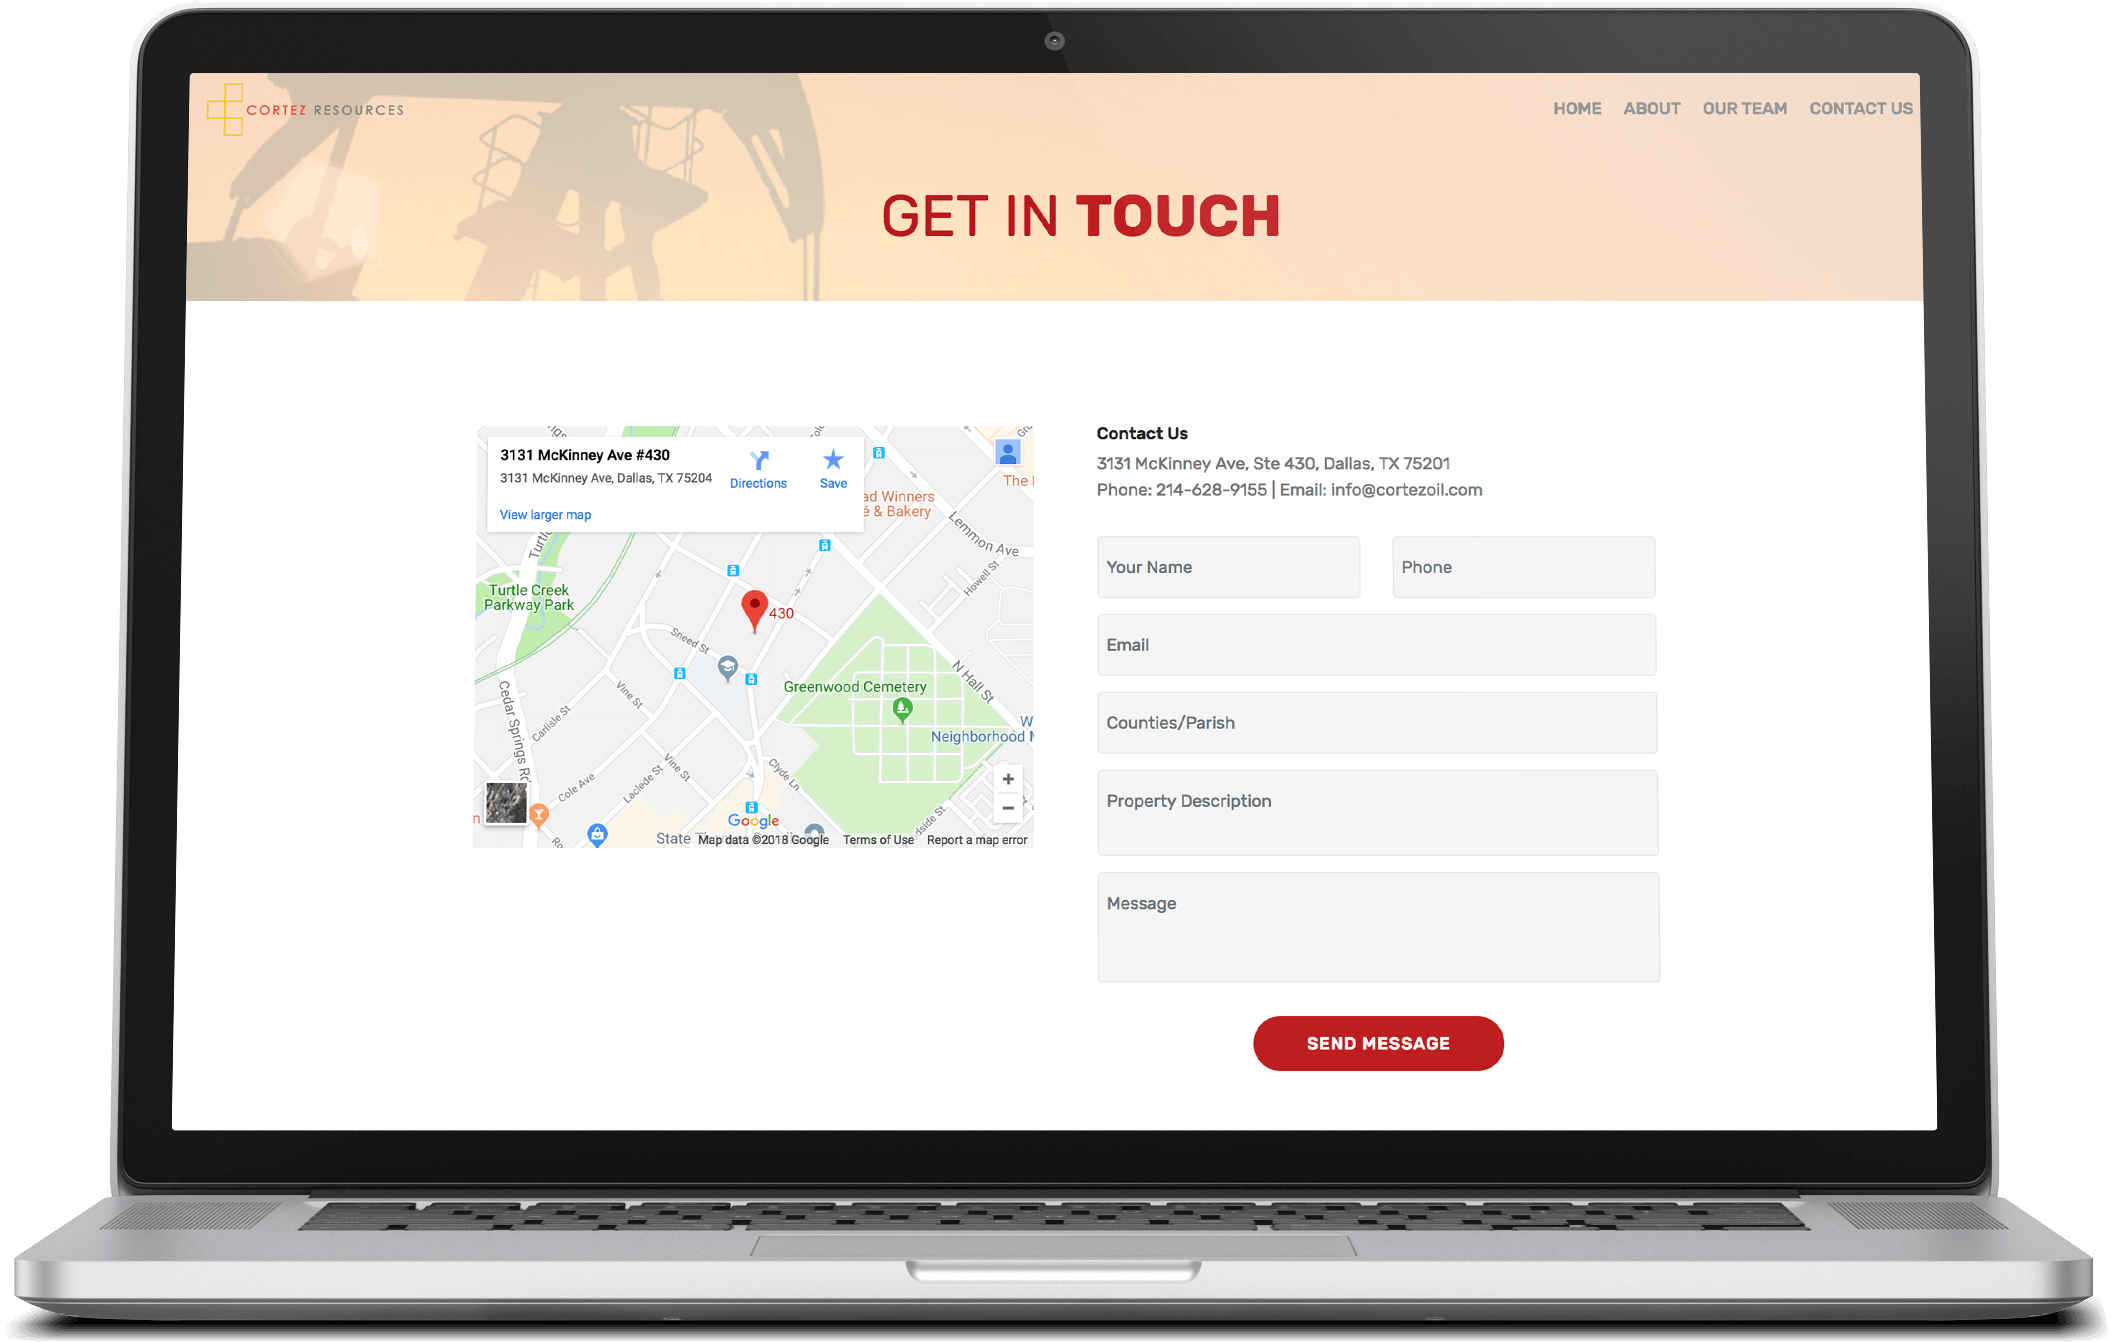 CORTEZ RESOURCES
HOME ABOUT OUR TEAM CONTACT US
GET IN TOUCH
3131 McKinney Ave #430
3131 McKinney Ave, Dallas, TX 75204
Directions
Save
View larger map
ad Winners
é & Bakery
The
Lemmon Ave
Howell St
Turtle Creek
Parkway Park
430
Sneed St
N Hall St
Greenwood Cemetery
Vine St
Carlisle St
Cedar Springs Rd
Neighborhood
Vine St
Clyde Ln
Cole Ave
Laclede St
Google
State
Map data ©2018 Google Terms of Use Report a map error
Contact Us
3131 McKinney Ave, Ste 430, Dallas, TX 75201
Phone: 214-628-9155 | Email: info@cortezoil.com
Your Name
Phone
Email
Counties/Parish
Property Description
Message
SEND MESSAGE